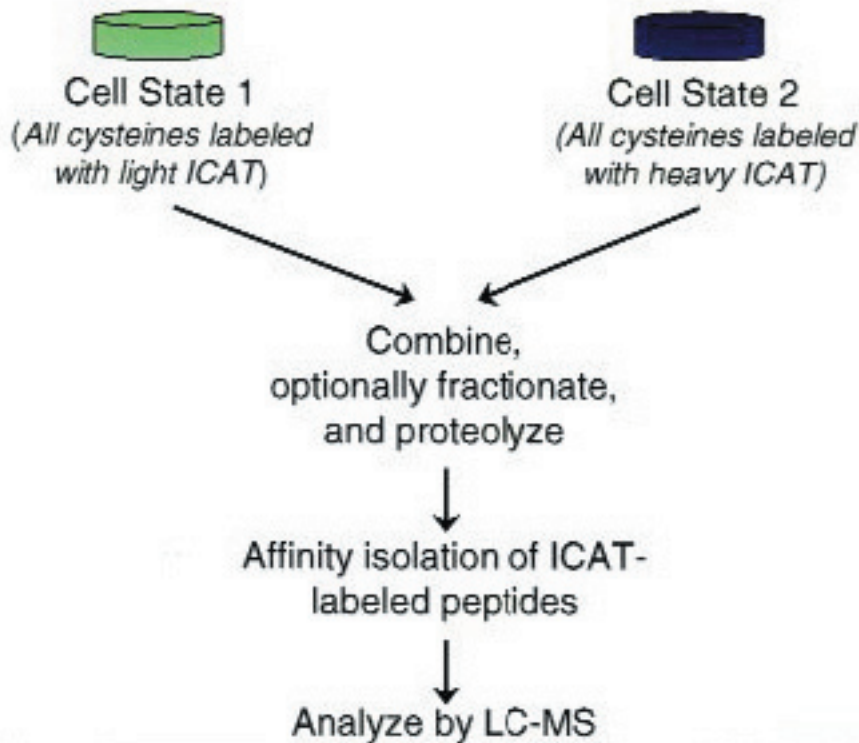 Cell State 1
(All cysteines labeled
with light ICAT)
Cell State 2
(All cysteines labeled
with heavy ICAT)
Combine,
optionally fractionate,
and proteolyze
Affinity isolation of ICAT-
labeled peptides
Analyze by LC-MS